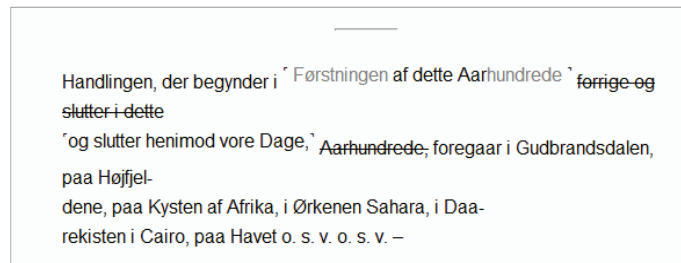 Handlingen, der begynder i ⸢ Førstningen af dette Aarhundrede ⸣ forrige og
slutter i dette
⸢og slutter henimod vore Dage,⸣ Aarhundrede, foregaar i Gudbrandsdalen,
paa Højfjel-
dene, paa Kysten af Afrika, i Ørkenen Sahara, i Daa-
rekisten i Cairo, paa Havet o. s. v. o. s. v. –